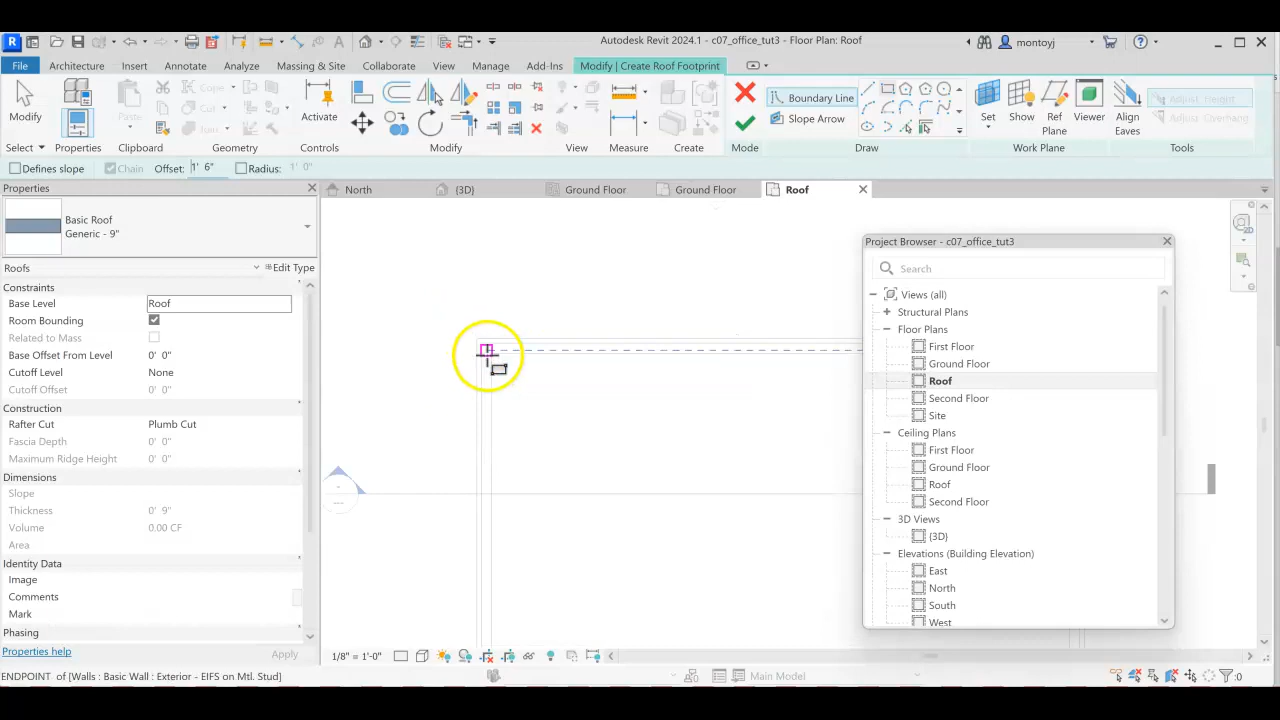 Autodesk Revit 2024.1 - c07_office_tut3 - Floor Plan: Roof
montoyj
File Architecture Insert Annotate Analyze Massing & Site Collaborate View Manage Add-Ins Modify | Create Roof Footprint
Modify Paste Cut Activate Set Show Ref Plane Viewer Align Eaves
Boundary Line
Slope Arrow
Adjust Height
Adjust Overhang
Select Properties Clipboard Geometry Controls Modify View Measure Create Mode Draw Work Plane Tools
Defines slope Chain Offset: 1' 6" Radius: 1' 0"
Properties
North
(3D)
Ground Floor
Ground Floor
Roof
Basic Roof
Generic - 9"
Roofs
Edit Type
Constraints
Base Level Roof
Room Bounding
Related to Mass
Base Offset From Level 0' 0"
Cutoff Level None
Cutoff Offset 0' 0"
Construction
Rafter Cut Plumb Cut
Fascia Depth 0' 0"
Maximum Ridge Height 0' 0"
Dimensions
Slope
Thickness 0' 9"
Volume 0.00 CF
Area
Identity Data
Image
Comments
Mark
Phasing
Properties help Apply
Project Browser - c07_office_tut3
Search
Views (all)
Structural Plans
Floor Plans
First Floor
Ground Floor
Roof
Second Floor
Site
Ceiling Plans
First Floor
Ground Floor
Roof
Second Floor
3D Views
(3D)
Elevations (Building Elevation)
East
North
South
West
1/8" = 1'-0"
ENDPOINT of [Walls : Basic Wall : Exterior - EIFS on Mtl. Stud]
Main Model
:0